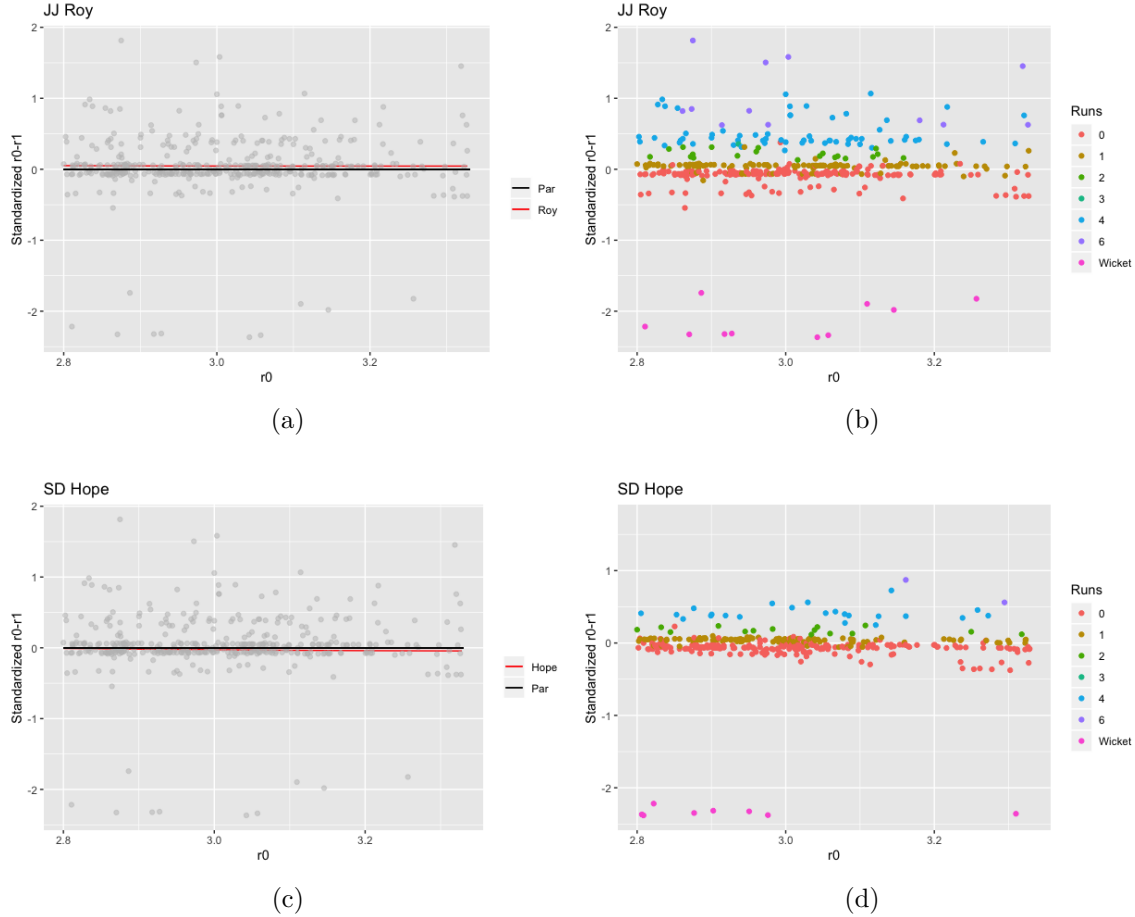 JJ Roy
2
1
0
-1
-2
Standardized r0-r1
2.8
3.0
3.2
r0
Par
Roy
(a)
JJ Roy
2
1
0
-1
-2
Standardized r0-r1
2.8
3.0
3.2
r0
Runs
0
1
2
3
4
6
Wicket
(b)
SD Hope
2
1
0
-1
-2
Standardized r0-r1
2.8
3.0
3.2
r0
Hope
Par
(c)
SD Hope
1
0
-1
-2
Standardized r0-r1
2.8
3.0
3.2
r0
Runs
0
1
2
3
4
6
Wicket
(d)